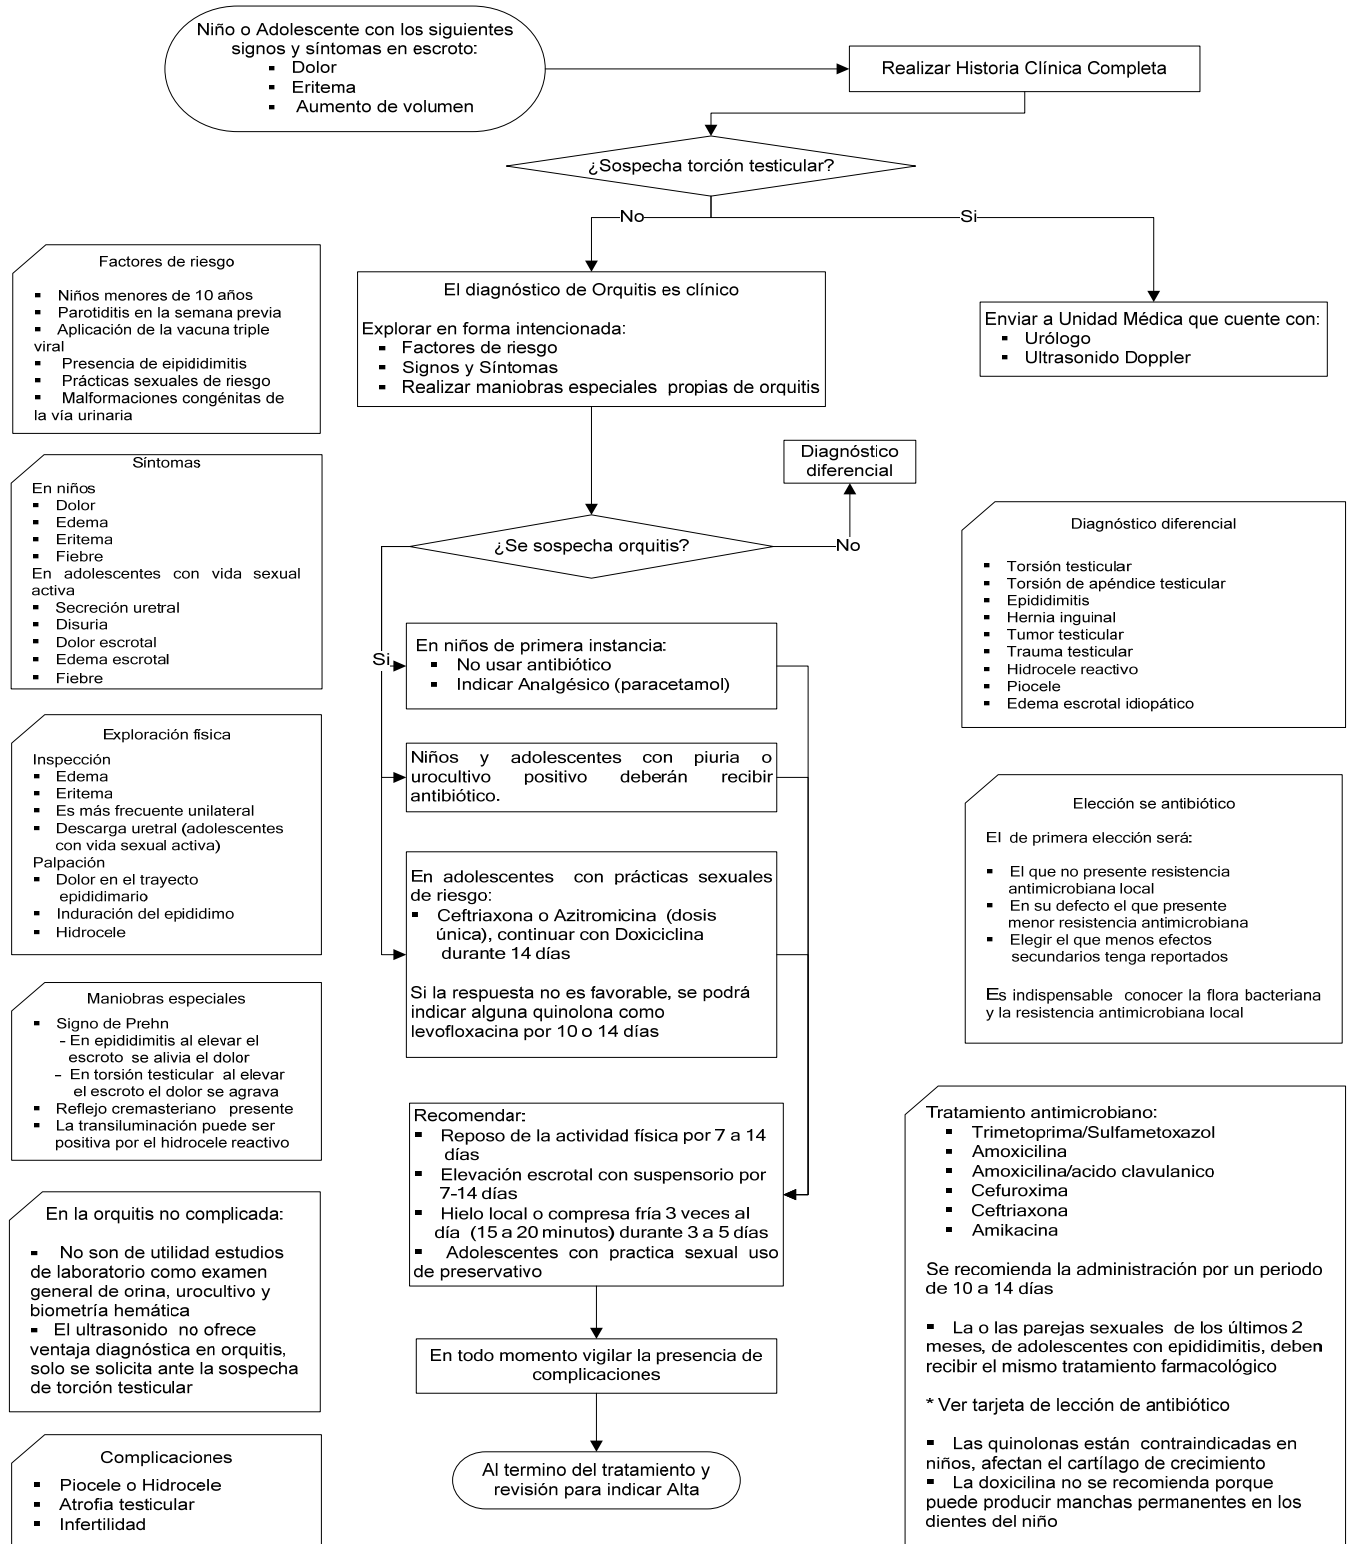 Niño o Adolescente con los siguientes
signos y síntomas en escroto:
▪ Dolor
▪ Eritema
▪ Aumento de volumen
Realizar Historia Clínica Completa
¿Sospecha torción testicular?
No
Si
Factores de riesgo
▪ Niños menores de 10 años
▪ Parotiditis en la semana previa
▪ Aplicación de la vacuna triple
viral
▪ Presencia de eipididimitis
▪ Prácticas sexuales de riesgo
▪ Malformaciones congénitas de
la vía urinaria
El diagnóstico de Orquitis es clínico
Explorar en forma intencionada:
▪ Factores de riesgo
▪ Signos y Síntomas
▪ Realizar maniobras especiales propias de orquitis
Enviar a Unidad Médica que cuente con:
▪ Urólogo
▪ Ultrasonido Doppler
Síntomas
En niños
▪ Dolor
▪ Edema
▪ Eritema
▪ Fiebre
En adolescentes con vida sexual
activa
▪ Secreción uretral
▪ Disuria
▪ Dolor escrotal
▪ Edema escrotal
▪ Fiebre
Diagnóstico
diferencial
¿Se sospecha orquitis?
No
Si
Diagnóstico diferencial
▪ Torsión testicular
▪ Torsión de apéndice testicular
▪ Epididimitis
▪ Hernia inguinal
▪ Tumor testicular
▪ Trauma testicular
▪ Hidrocele reactivo
▪ Piocele
▪ Edema escrotal idiopático
En niños de primera instancia:
▪ No usar antibiótico
▪ Indicar Analgésico (paracetamol)
Exploración física
Inspección
▪ Edema
▪ Eritema
▪ Es más frecuente unilateral
▪ Descarga uretral (adolescentes
con vida sexual activa)
Palpación
▪ Dolor en el trayecto
epididimario
▪ Induración del epidídimo
▪ Hidrocele
Niños y adolescentes con piuria o
urocultivo positivo deberán recibir
antibiótico.
Elección se antibiótico
El de primera elección será:
▪ El que no presente resistencia
antimicrobiana local
▪ En su defecto el que presente
menor resistencia antimicrobiana
▪ Elegir el que menos efectos
secundarios tenga reportados
Es indispensable conocer la flora bacteriana
y la resistencia antimicrobiana local
En adolescentes con prácticas sexuales
de riesgo:
▪ Ceftriaxona o Azitromicina (dosis
única), continuar con Doxiciclina
durante 14 días
Si la respuesta no es favorable, se podrá
indicar alguna quinolona como
levofloxacina por 10 o 14 días
Maniobras especiales
▪ Signo de Prehn
- En epididimitis al elevar el
escroto se alivia el dolor
- En torsión testicular al elevar
el escroto el dolor se agrava
▪ Reflejo cremasteriano presente
▪ La transiluminación puede ser
positiva por el hidrocele reactivo
Recomendar:
▪ Reposo de la actividad física por 7 a 14
días
▪ Elevación escrotal con suspensorio por
7-14 días
▪ Hielo local o compresa fría 3 veces al
día (15 a 20 minutos) durante 3 a 5 días
▪ Adolescentes con practica sexual uso
de preservativo
Tratamiento antimicrobiano:
▪ Trimetoprima/Sulfametoxazol
▪ Amoxicilina
▪ Amoxicilina/acido clavulanico
▪ Cefuroxima
▪ Ceftriaxona
▪ Amikacina
Se recomienda la administración por un periodo
de 10 a 14 días
▪ La o las parejas sexuales de los últimos 2
meses, de adolescentes con epididimitis, deben
recibir el mismo tratamiento farmacológico
* Ver tarjeta de lección de antibiótico
▪ Las quinolonas están contraindicadas en
niños, afectan el cartílago de crecimiento
▪ La doxicilina no se recomienda porque
puede producir manchas permanentes en los
dientes del niño
En la orquitis no complicada:
▪ No son de utilidad estudios
de laboratorio como examen
general de orina, urocultivo y
biometría hemática
▪ El ultrasonido no ofrece
ventaja diagnóstica en orquitis,
solo se solicita ante la sospecha
de torción testicular
En todo momento vigilar la presencia de
complicaciones
Complicaciones
▪ Piocele o Hidrocele
▪ Atrofia testicular
▪ Infertilidad
Al termino del tratamiento y
revisión para indicar Alta